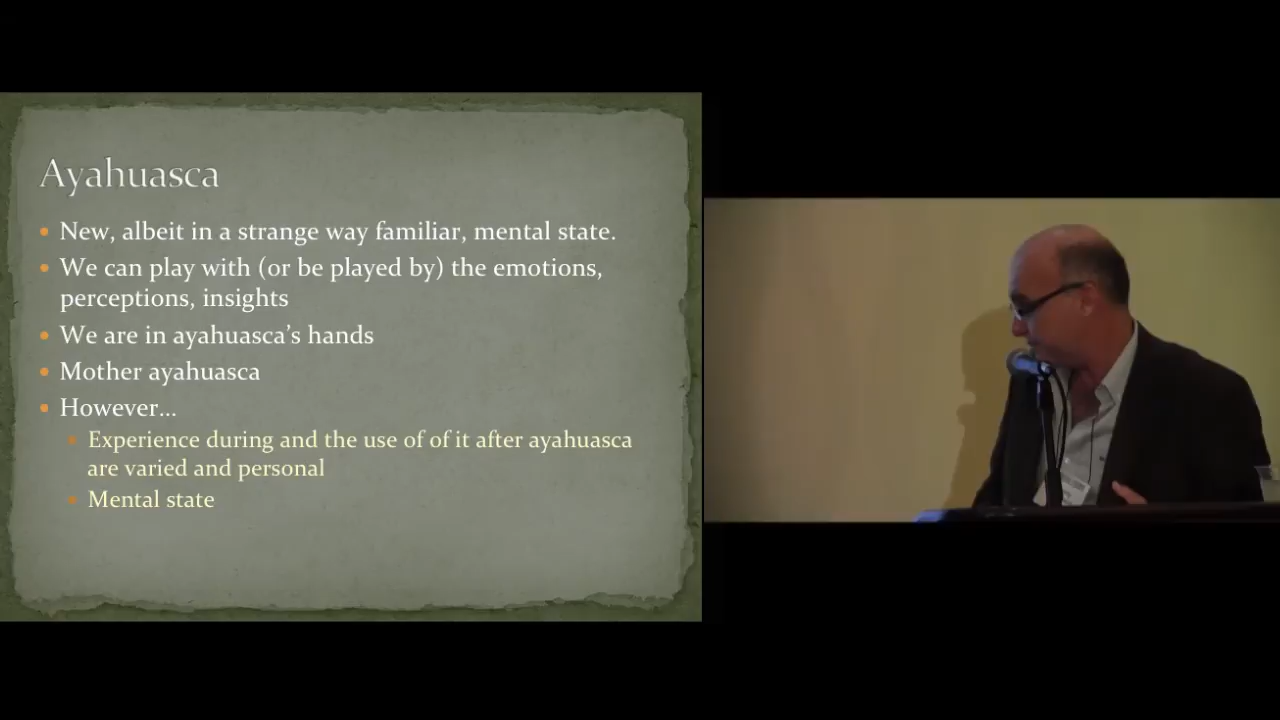 Ayahuasca
New, albeit in a strange way familiar, mental state.
We can play with (or be played by) the emotions,
perceptions, insights
We are in ayahuasca's hands
Mother ayahuasca
However...
Experience during and the use of of it after ayahuasca
are varied and personal
Mental state